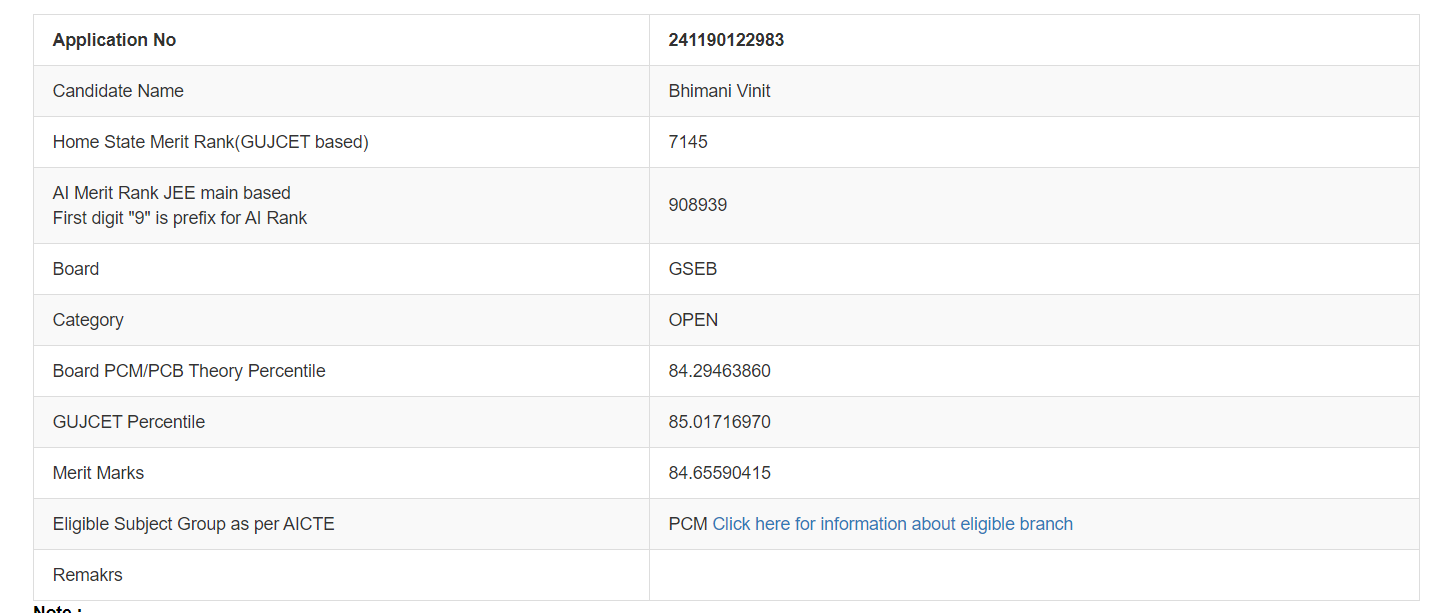 Application No 241190122983
Candidate Name Bhimani Vinit
Home State Merit Rank(GUJCET based) 7145
AI Merit Rank JEE main based
First digit "9" is prefix for AI Rank
908939
Board GSEB
Category OPEN
Board PCM/PCB Theory Percentile 84.29463860
GUJCET Percentile 85.01716970
Merit Marks 84.65590415
Eligible Subject Group as per AICTE PCM Click here for information about eligible branch
Remakrs
Note :